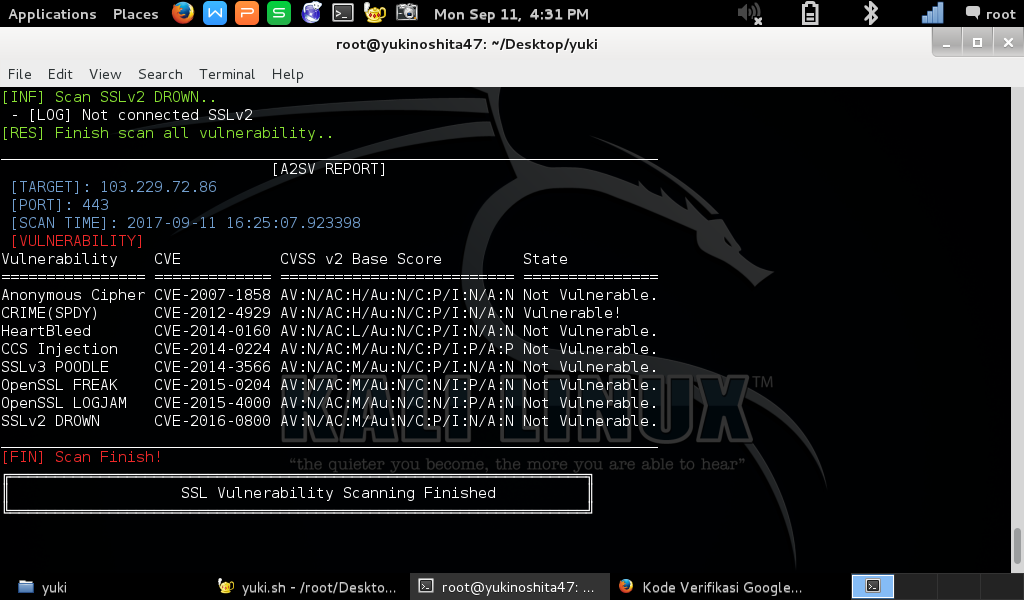 Applications Places Mon Sep 11, 4:31 PM root
root@yukinoshita47: ~/Desktop/yuki
File Edit View Search Terminal Help
[INF] Scan SSLv2 DROWN..
- [LOG] Not connected SSLv2
[RES] Finish scan all vulnerability..
[A2SV REPORT]
[TARGET]: 103.229.72.86
[PORT]: 443
[SCAN TIME]: 2017-09-11 16:25:07.923398
[VULNERABILITY]
Vulnerability CVE CVSS v2 Base Score State
================ ============= ========================== ===============
Anonymous Cipher CVE-2007-1858 AV:N/AC:H/Au:N/C:P/I:N/A:N Not Vulnerable.
CRIME(SPDY) CVE-2012-4929 AV:N/AC:H/Au:N/C:P/I:N/A:N Vulnerable!
HeartBleed CVE-2014-0160 AV:N/AC:L/Au:N/C:P/I:N/A:N Not Vulnerable.
CCS Injection CVE-2014-0224 AV:N/AC:M/Au:N/C:P/I:P/A:P Not Vulnerable.
SSLv3 POODLE CVE-2014-3566 AV:N/AC:M/Au:N/C:P/I:N/A:N Not Vulnerable.
OpenSSL FREAK CVE-2015-0204 AV:N/AC:M/Au:N/C:N/I:P/A:N Not Vulnerable.
OpenSSL LOGJAM CVE-2015-4000 AV:N/AC:M/Au:N/C:N/I:P/A:N Not Vulnerable.
SSLv2 DROWN CVE-2016-0800 AV:N/AC:M/Au:N/C:P/I:N/A:N Not Vulnerable.
KALI LINUX TM
[FIN] Scan Finish!
“the quieter you become, the more you are able to hear”
SSL Vulnerability Scanning Finished
yuki yuki.sh - /root/Deskto... root@yukinoshita47: ... Kode Verifikasi Google...